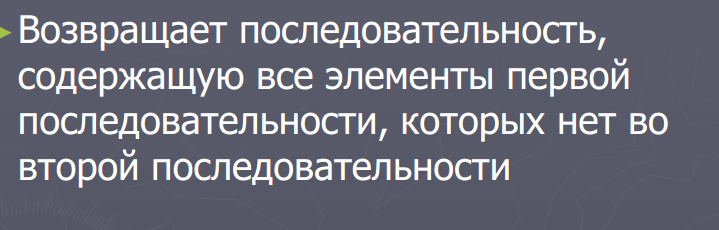 Возвращает последовательность,
содержащую все элементы первой
последовательности, которых нет во
второй последовательности